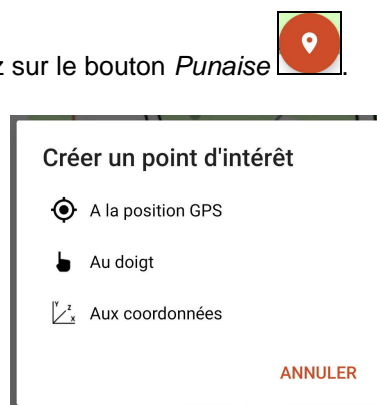 z sur le bouton Punaise .
Créer un point d'intérêt
A la position GPS
Au doigt
Y Z X Aux coordonnées
ANNULER